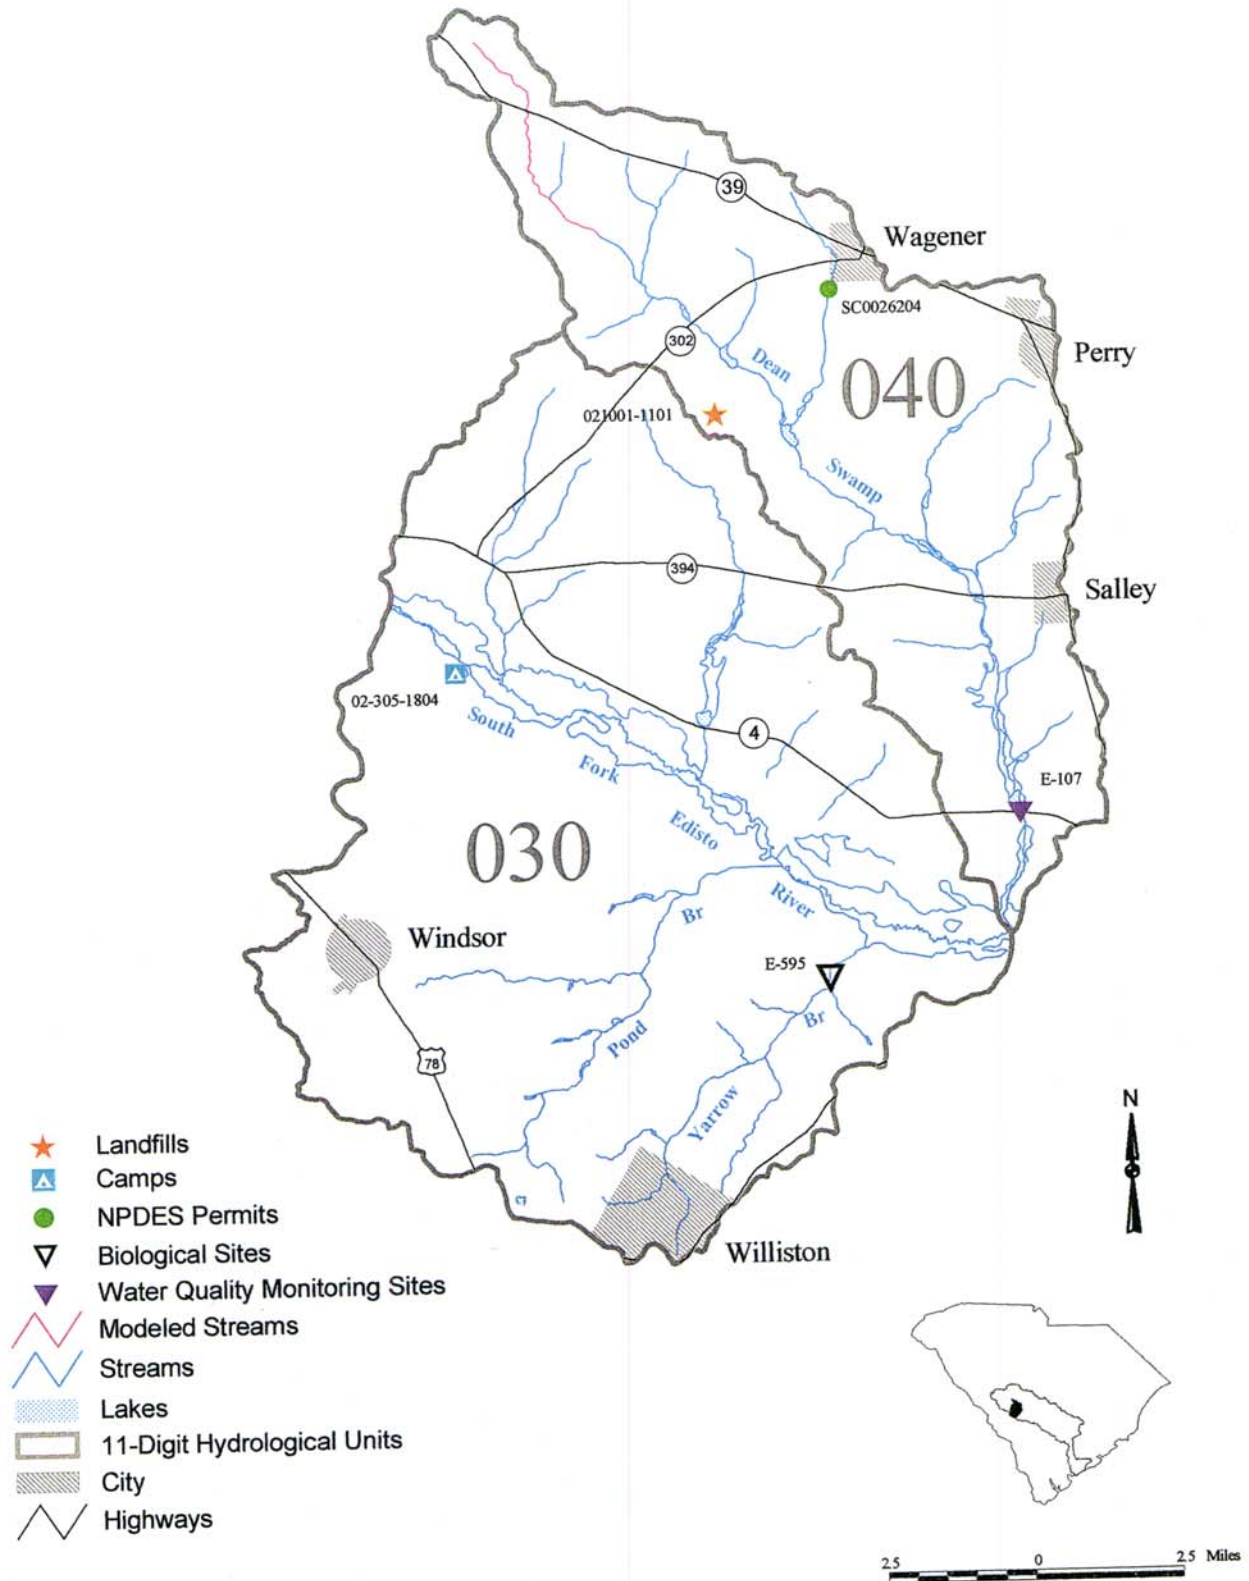 39
Wagener
SC0026204
302
Perry
Dean
040
021001-1101
Swamp
394
Salley
02-305-1804
South
4
Fork
E-107
Edisto
030
River
Br
Windsor
E-595
Br
Pond
78
Yarrow
N
Landfills
Camps
NPDES Permits
Biological Sites
Water Quality Monitoring Sites
Modeled Streams
Streams
Lakes
11-Digit Hydrological Units
City
Highways
Williston
2.5 0 2.5 Miles